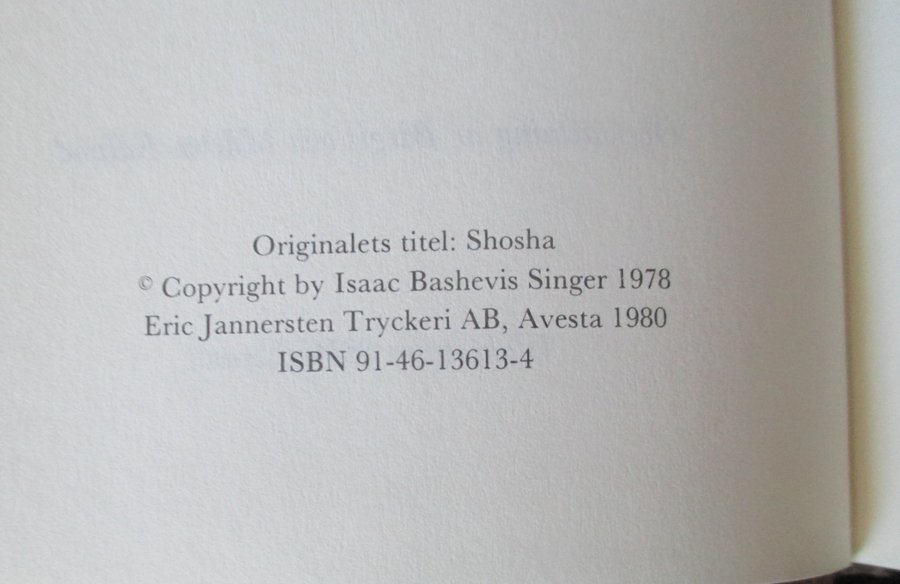 Originalets titel: Shosha
© Copyright by Isaac Bashevis Singer 1978
Eric Jannersten Tryckeri AB, Avesta 1980
ISBN 91-46-13613-4